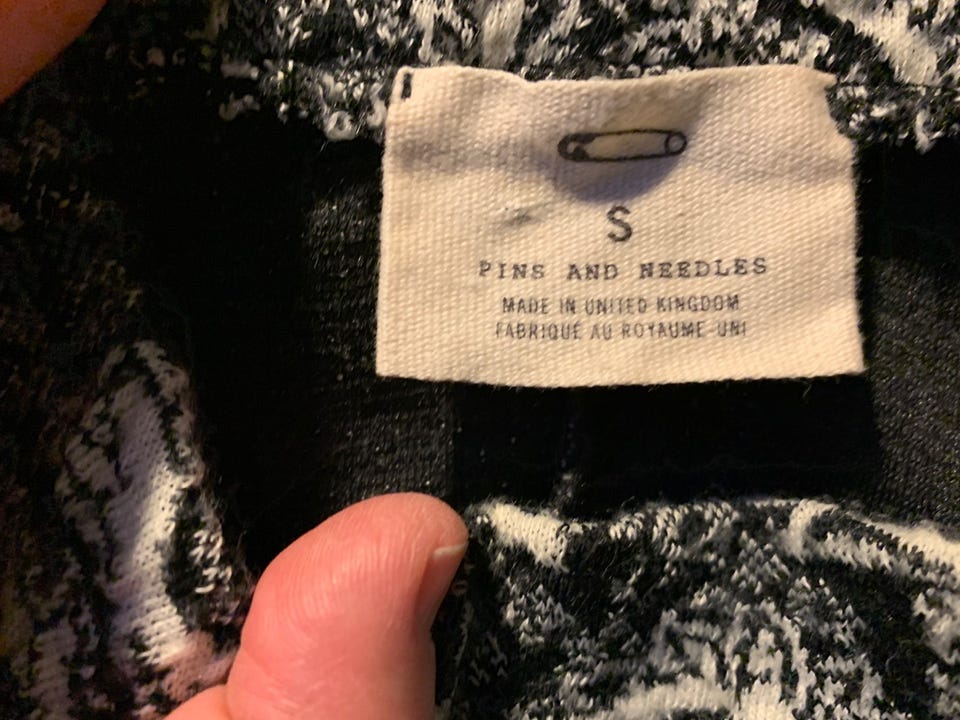 S
PINS AND NEEDLES
MADE IN UNITED KINGDOM
FABRIQUÉ AU ROYAUME-UNI